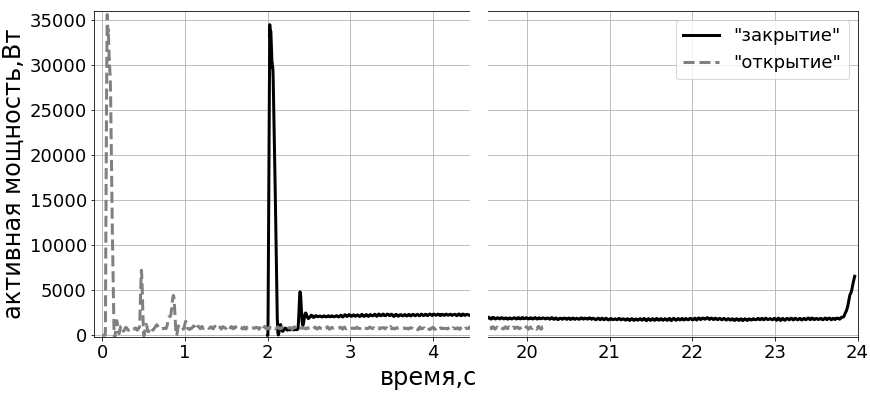 активная мощность,Вт
35000
30000
25000
20000
15000
10000
5000
0
"закрытие"
"открытие"
0 1 2 3 4 20 21 22 23 24
время,с